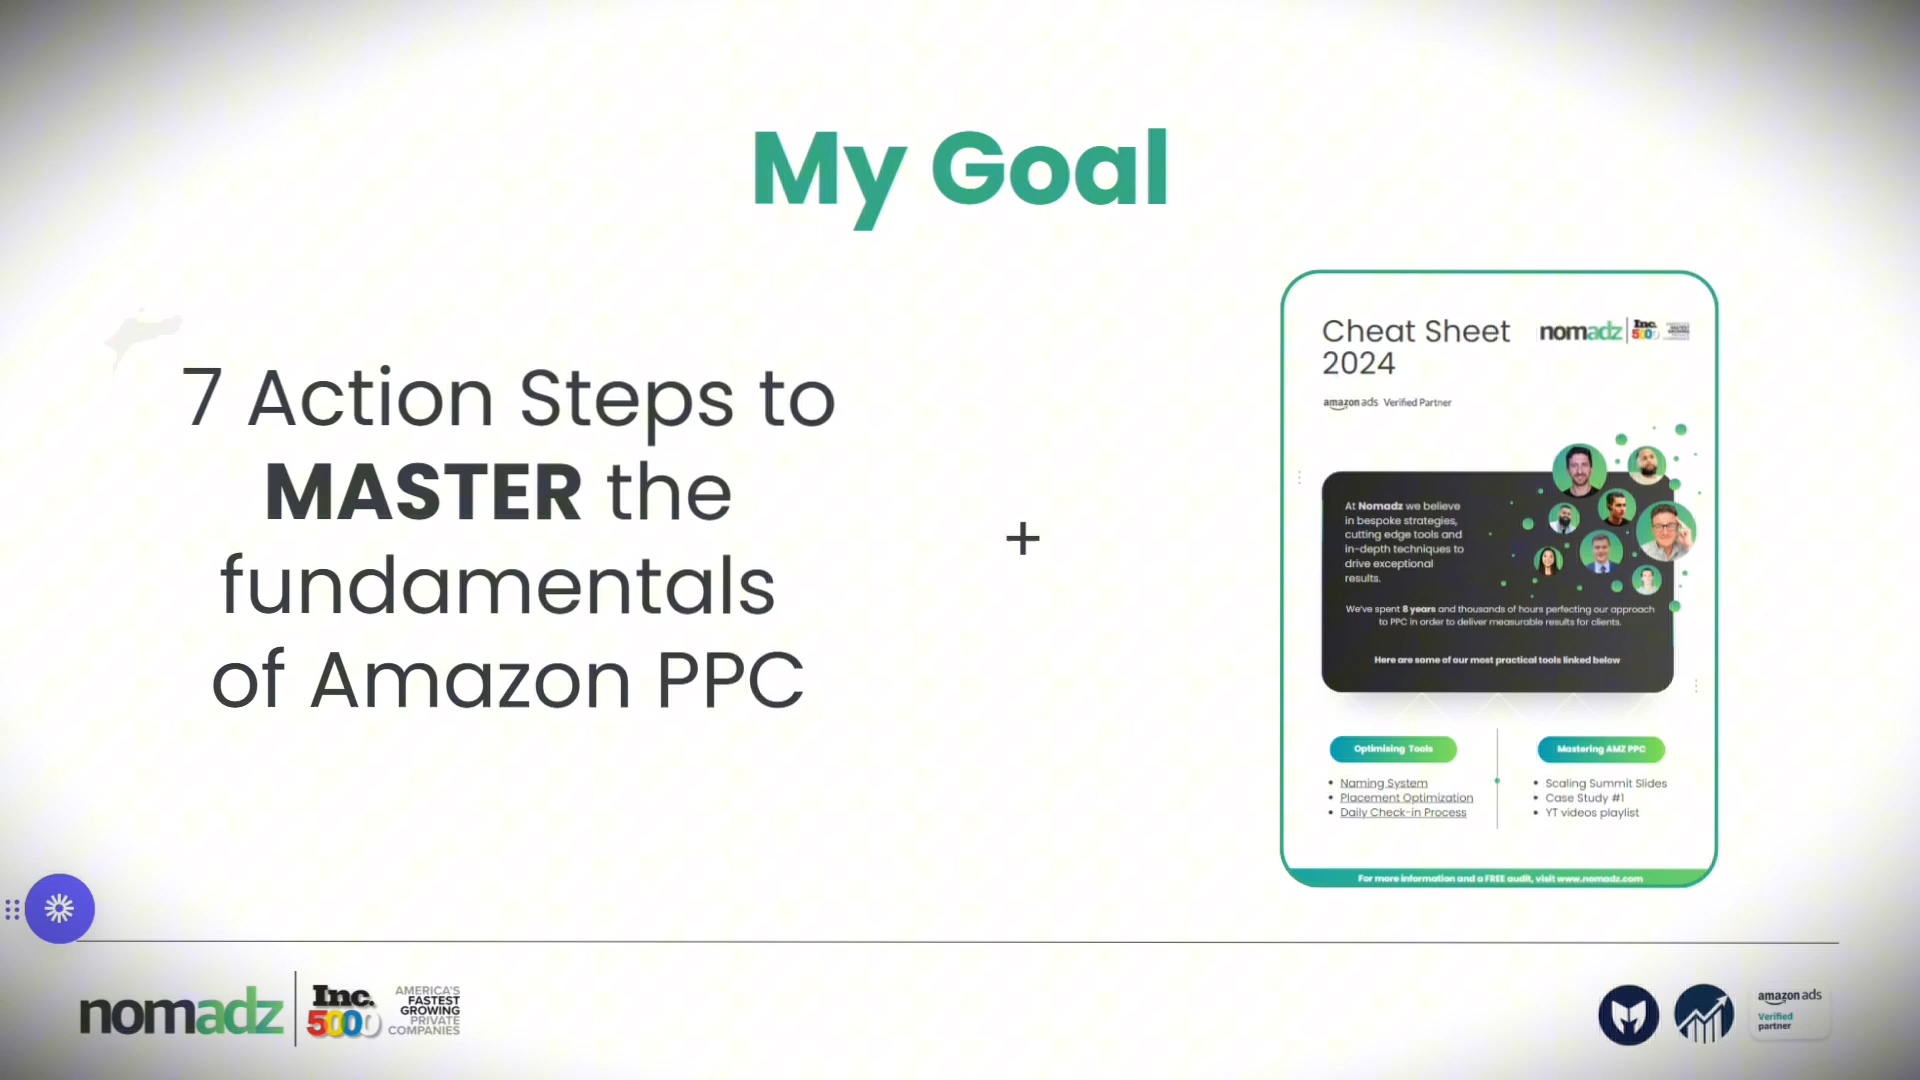 My Goal
7 Action Steps to
MASTER the
fundamentals
of Amazon PPC
+
Cheat Sheet
2024
nomadz
Inc.
5000
amazon ads Verified Partner
At Nomadz we believe
in bespoke strategies,
cutting edge tools and
in-depth techniques to
drive exceptional
results.
We've spent 8 years and thousands of hours perfecting our approach
to PPC in order to deliver measurable results for clients.
Here are some of our most practical tools linked below
Optimising Tools
• Naming System
• Placement Optimization
• Daily Check-in Process
Mastering AMZ PPC
• Scaling Summit Slides
• Case Study #1
• YT videos playlist
For more information and a FREE audit, visit www.nomadz.com
nomadz
Inc.
5000
AMERICA'S
FASTEST
GROWING
PRIVATE
COMPANIES
amazon ads
Verified
partner